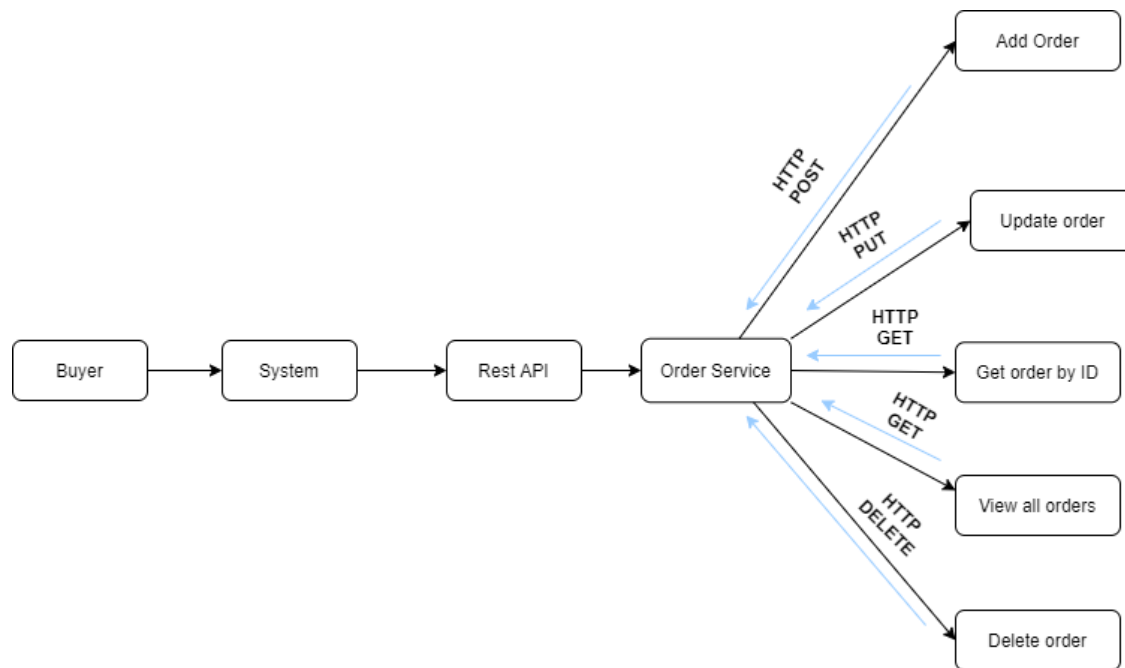 Add Order
HTTP
POST
Update order
HTTP
PUT
HTTP
GET
Buyer
System
Rest API
Order Service
Get order by ID
HTTP
GET
View all orders
HTTP
DELETE
Delete order